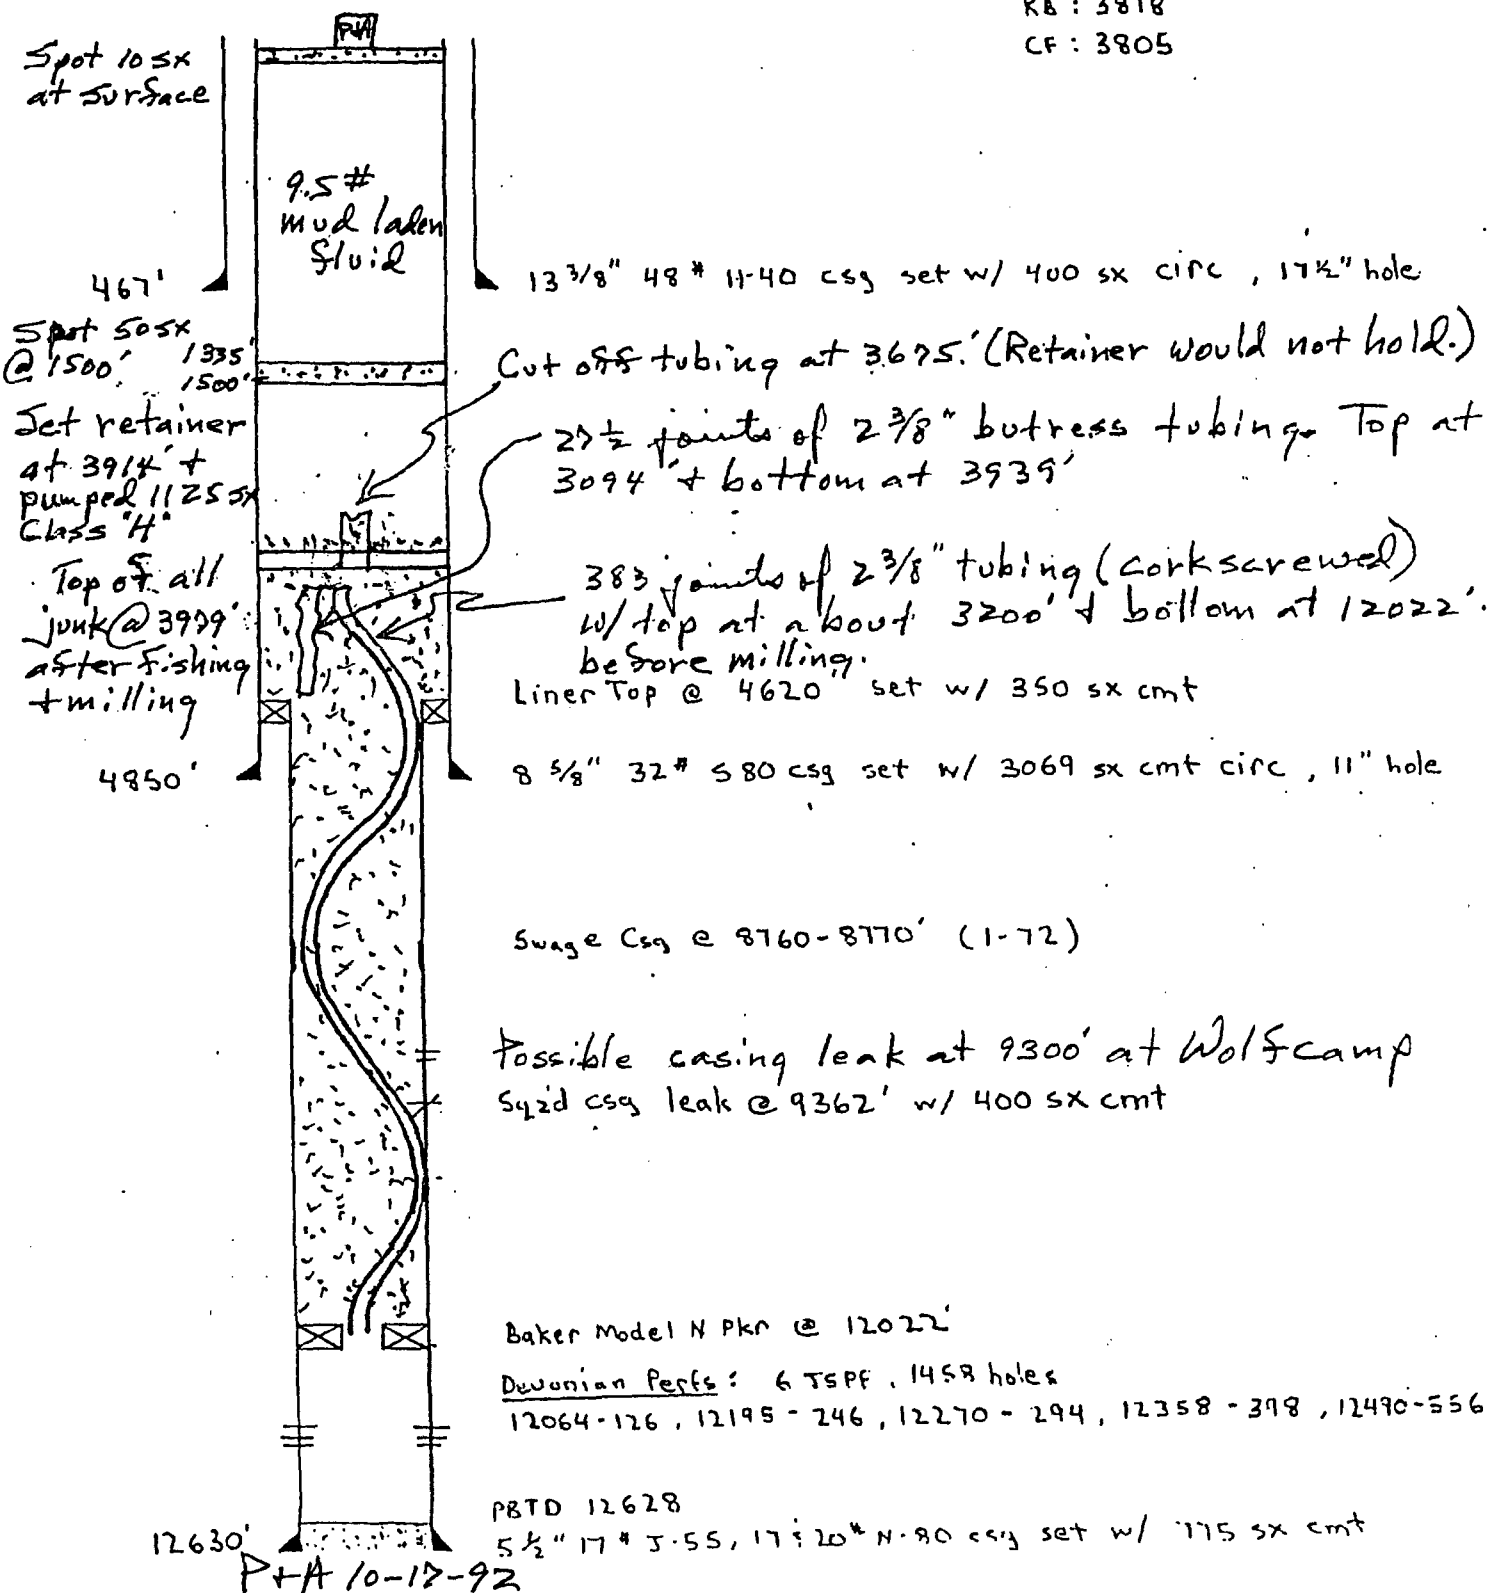 KB : 3818
CF : 3805
P+A
Spot 10 sx
at surface
9.5 #
mud laden
fluid
467'
13 3/8" 48 # H-40 csg set w/ 400 sx circ , 17½" hole
Spot 50 sx
@ 1500'
1335'
1500'
Cut off tubing at 3675.' (Retainer would not hold.)
Set retainer
at 3914' +
pumped 1125 sx
Class "H"
27½ joints of 2 3/8" butress tubing. Top at
3094' + bottom at 3939'
Top of all
junk @ 3979'
after fishing
+ milling
383 joints of 2 3/8" tubing (corkscrewed)
w/ top at about 3200' + bottom at 12022'.
before milling.
Liner Top @ 4620' set w/ 350 sx cmt
4850'
8 5/8" 32 # S 80 csg set w/ 3069 sx cmt circ , 11" hole
Swage Csg @ 8760-8770' (1-72)
Possible casing leak at 9300' at Wolfcamp
Sqz'd csg leak @ 9362' w/ 400 sx cmt
Baker Model N Pkr @ 12022'
Devonian Perfs : 6 JSPF , 1458 holes
12064-126 , 12195-246 , 12270-294 , 12358-398 , 12490-556
PBTD 12628
12630'
5½" 17 # J-55, 17 & 20# N-80 csg set w/ 775 sx cmt
P+A 10-17-92